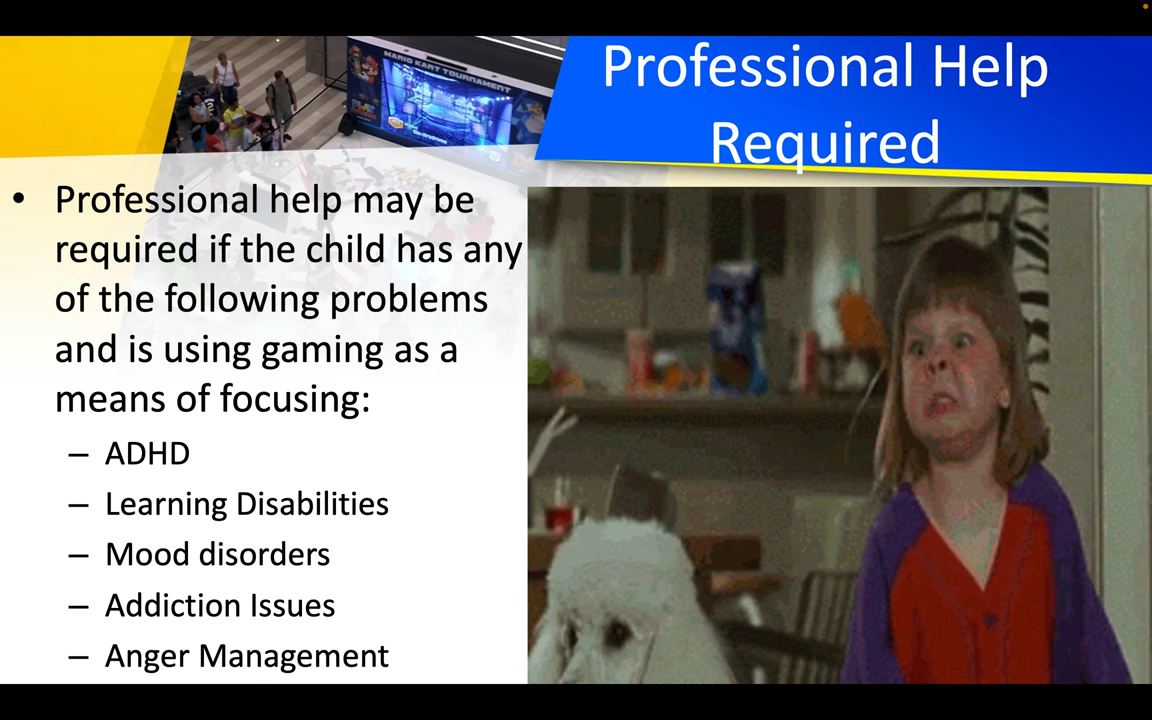 MARIO KART TOURNAMENT
Professional Help
Required
• Professional help may be
required if the child has any
of the following problems
and is using gaming as a
means of focusing:
– ADHD
– Learning Disabilities
– Mood disorders
– Addiction Issues
– Anger Management